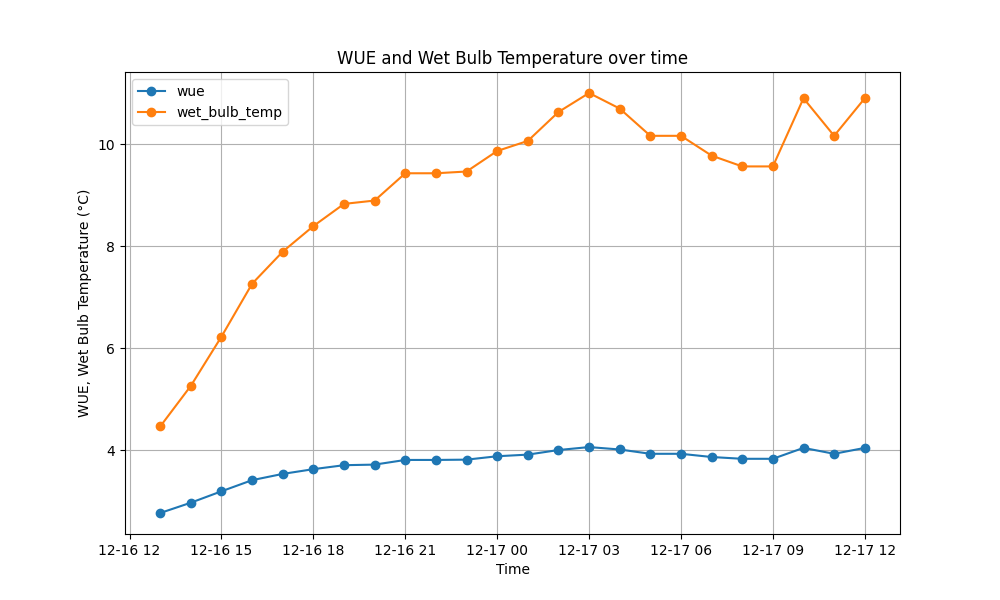 WUE and Wet Bulb Temperature over time
wue
wet_bulb_temp
WUE, Wet Bulb Temperature (°C)
10
8
6
4
12-16 12 12-16 15 12-16 18 12-16 21 12-17 00 12-17 03 12-17 06 12-17 09 12-17 12
Time